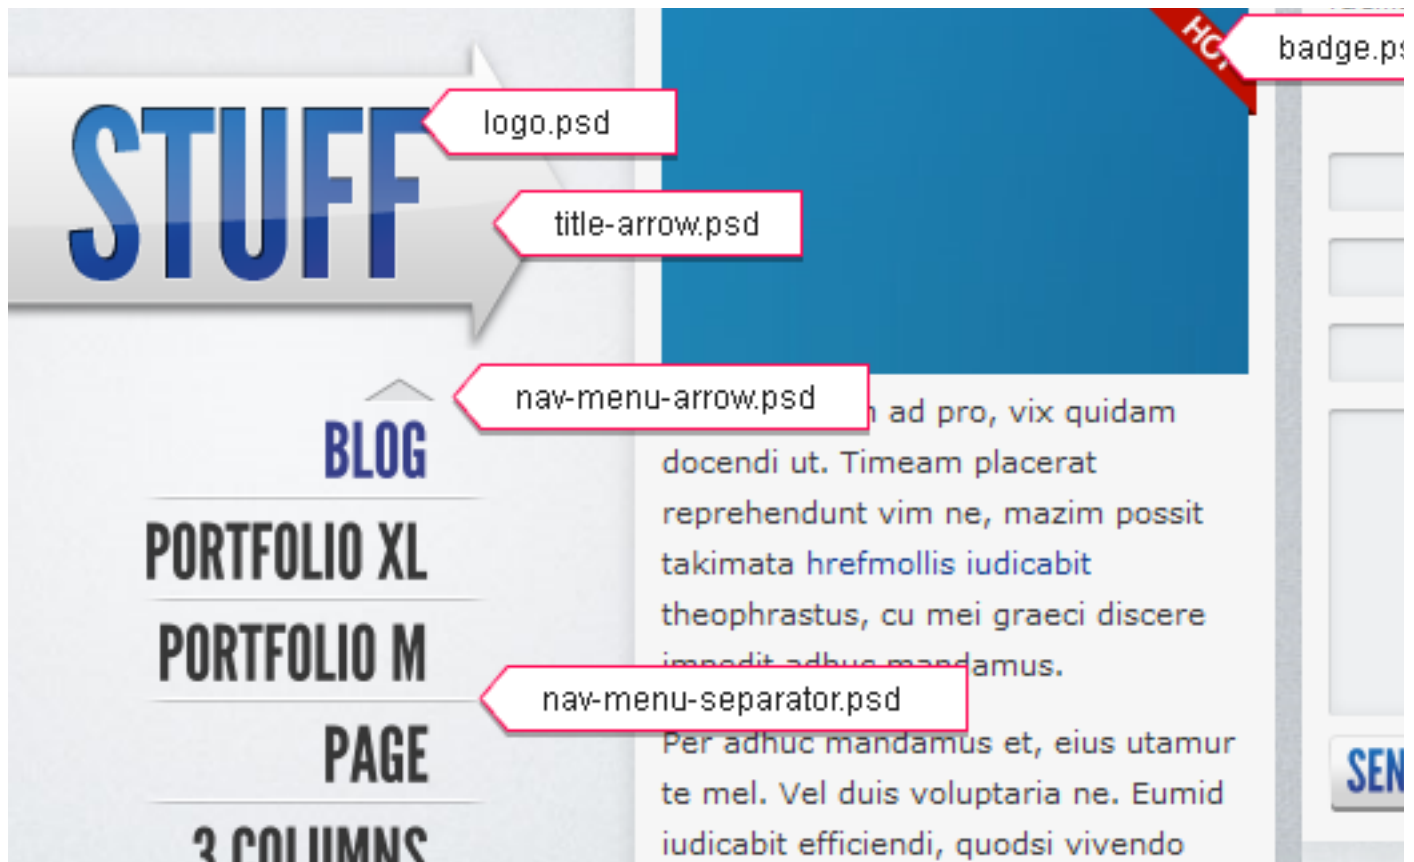 STUFF
logo.psd
title-arrow.psd
nav-menu-arrow.psd
BLOG
PORTFOLIO XL
PORTFOLIO M
nav-menu-separator.psd
PAGE
3 COLUMNS
HOT
ad pro, vix quidam
docendi ut. Timeam placerat
reprehendunt vim ne, mazim possit
takimata hrefmollis iudicabit
theophrastus, cu mei graeci discere
impedit adhuc mandamus.
Per adhuc mandamus et, eius utamur
te mel. Vel duis voluptaria ne. Eumid
iudicabit efficiendi, quodsi vivendo
badge.ps
SEN